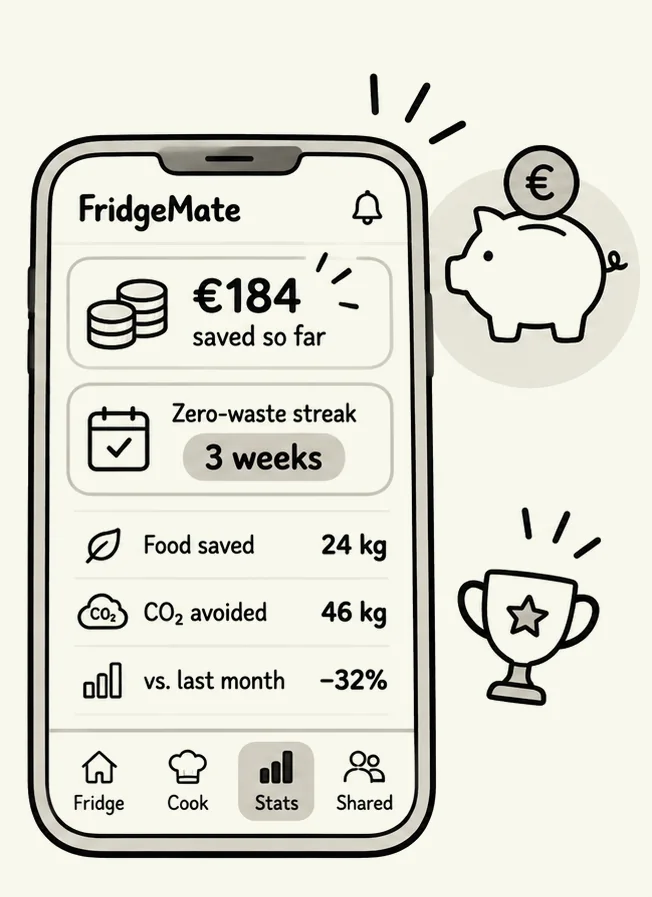 €
FridgeMate
€184
saved so far
Zero-waste streak
3 weeks
Food saved 24 kg
CO₂ CO₂ avoided 46 kg
vs. last month −32%
Fridge Cook Stats Shared